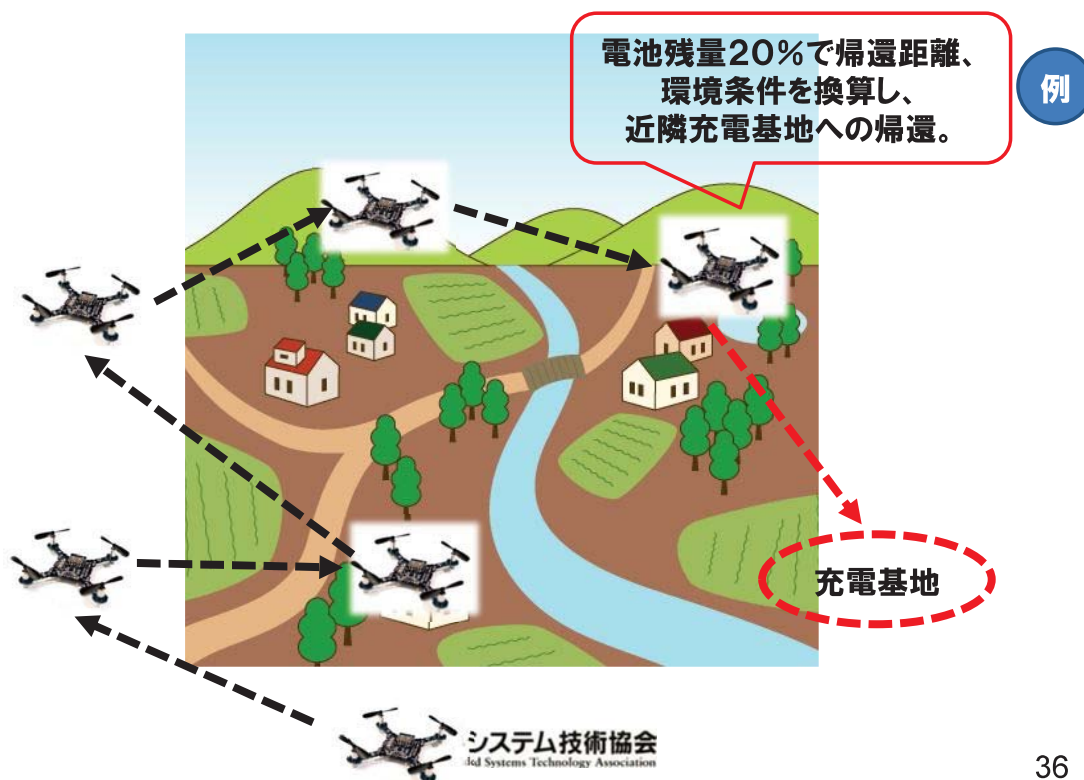 電池残量20%で帰還距離、
環境条件を換算し、
近隣充電基地への帰還。
例
充電基地
システム技術協会
Systems Technology Association
36